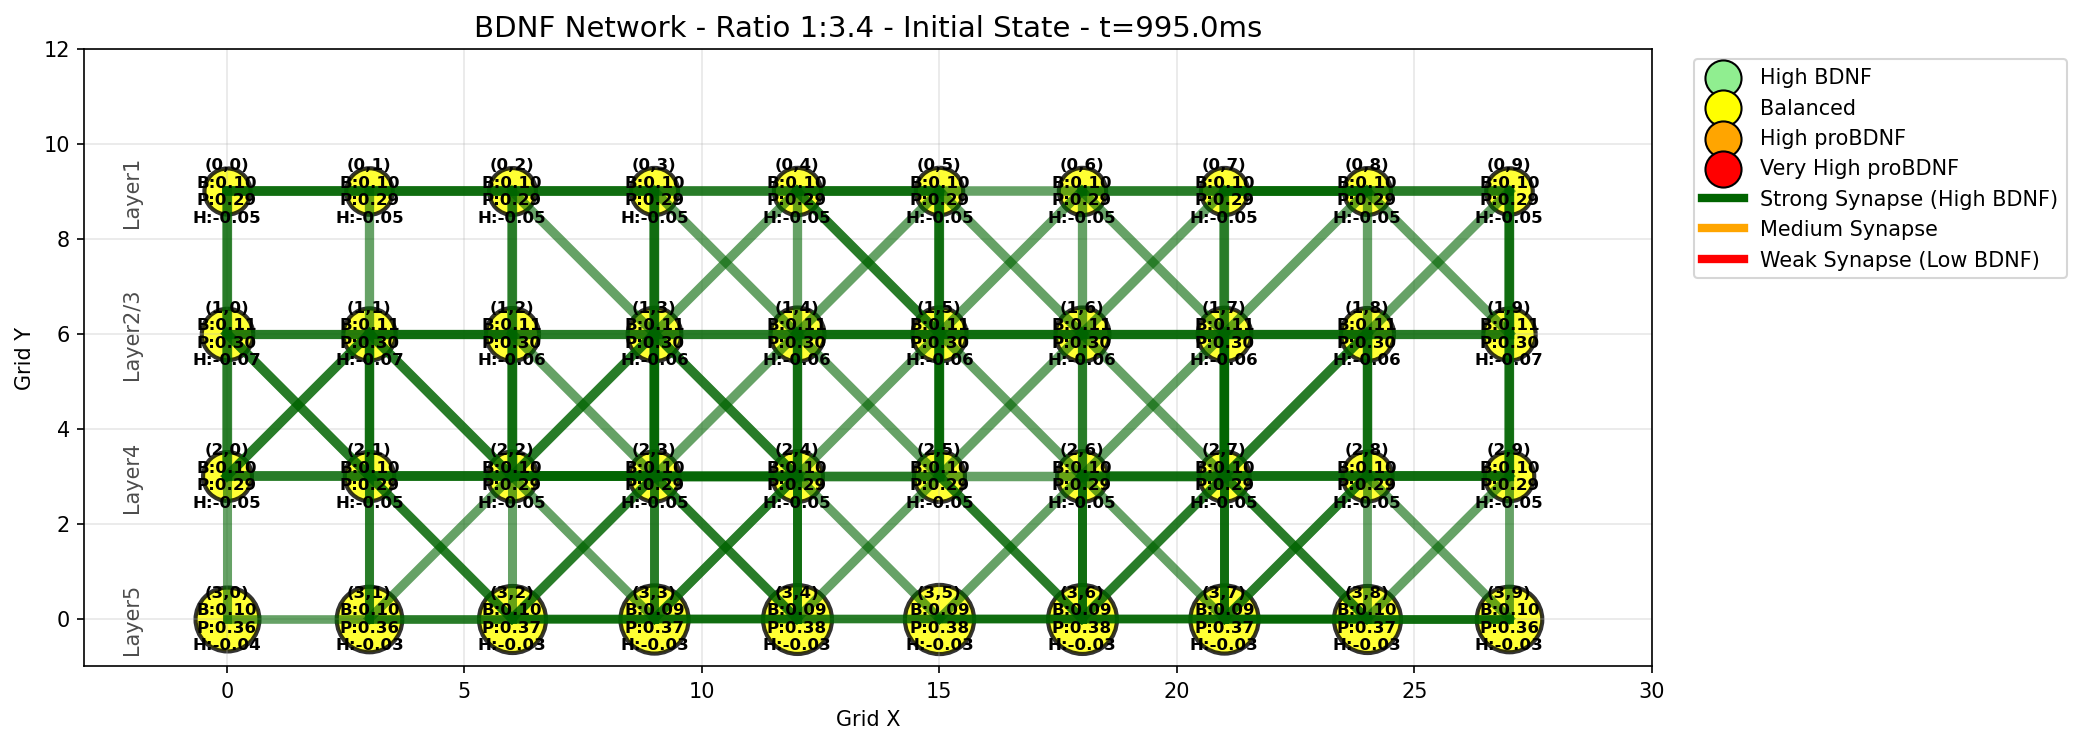 BDNF Network - Ratio 1:3.4 - Initial State - t=995.0ms
12
10
8
6
4
2
0
Grid Y
Layer1
Layer2/3
Layer4
Layer5
(0,0) (0,1) (0,2) (0,3) (0,4) (0,5) (0,6) (0,7) (0,8) (0,9)
B:0.10 B:0.10 B:0.10 B:0.10 B:0.10 B:0.10 B:0.10 B:0.10 B:0.10 B:0.10
P:0.29 P:0.29 P:0.29 P:0.29 P:0.29 P:0.29 P:0.29 P:0.29 P:0.29 P:0.29
H:-0.05 H:-0.05 H:-0.05 H:-0.05 H:-0.05 H:-0.05 H:-0.05 H:-0.05 H:-0.05 H:-0.05
(1,0) (1,1) (1,2) (1,3) (1,4) (1,5) (1,6) (1,7) (1,8) (1,9)
B:0.11 B:0.11 B:0.11 B:0.11 B:0.11 B:0.11 B:0.11 B:0.11 B:0.11 B:0.11
P:0.30 P:0.30 P:0.30 P:0.30 P:0.30 P:0.30 P:0.30 P:0.30 P:0.30 P:0.30
H:-0.07 H:-0.07 H:-0.06 H:-0.06 H:-0.06 H:-0.06 H:-0.06 H:-0.06 H:-0.06 H:-0.07
(2,0) (2,1) (2,2) (2,3) (2,4) (2,5) (2,6) (2,7) (2,8) (2,9)
B:0.10 B:0.10 B:0.10 B:0.10 B:0.10 B:0.10 B:0.10 B:0.10 B:0.10 B:0.10
P:0.29 P:0.29 P:0.29 P:0.29 P:0.29 P:0.29 P:0.29 P:0.29 P:0.29 P:0.29
H:-0.05 H:-0.05 H:-0.05 H:-0.05 H:-0.05 H:-0.05 H:-0.05 H:-0.05 H:-0.05 H:-0.05
(3,0) (3,1) (3,2) (3,3) (3,4) (3,5) (3,6) (3,7) (3,8) (3,9)
B:0.10 B:0.10 B:0.10 B:0.09 B:0.09 B:0.09 B:0.09 B:0.09 B:0.10 B:0.10
P:0.36 P:0.36 P:0.37 P:0.37 P:0.38 P:0.38 P:0.38 P:0.37 P:0.37 P:0.36
H:-0.04 H:-0.03 H:-0.03 H:-0.03 H:-0.03 H:-0.03 H:-0.03 H:-0.03 H:-0.03 H:-0.03
0 5 10 15 20 25 30
Grid X
High BDNF
Balanced
High proBDNF
Very High proBDNF
Strong Synapse (High BDNF)
Medium Synapse
Weak Synapse (Low BDNF)